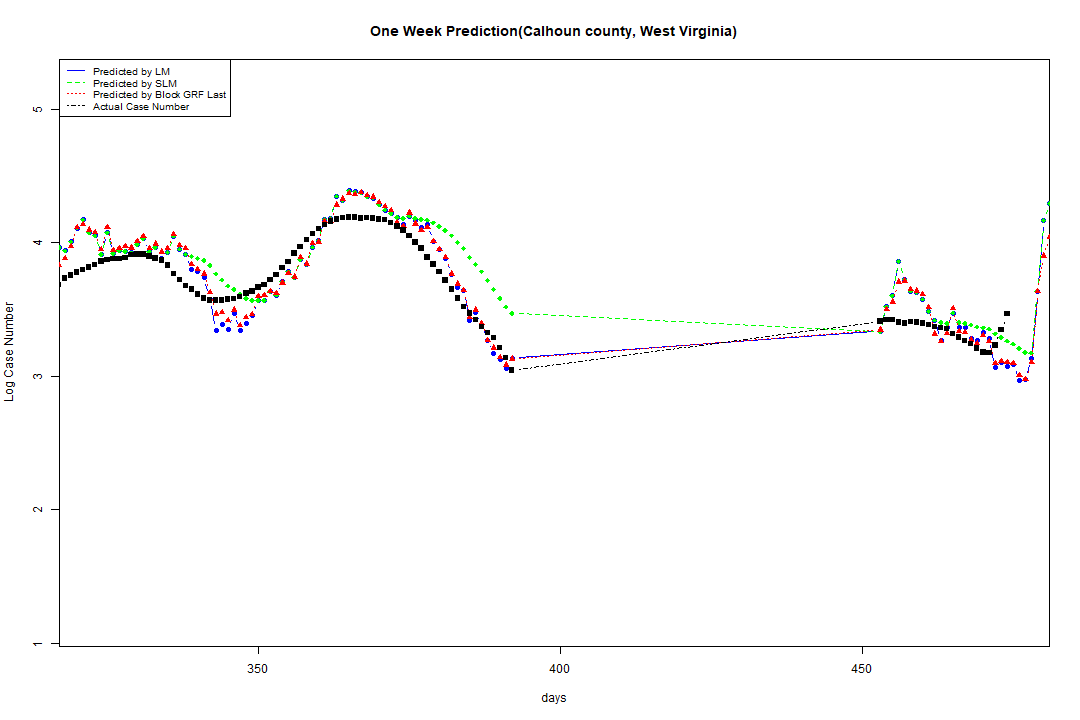 One Week Prediction(Calhoun county, West Virginia)
Predicted by LM
Predicted by SLM
Predicted by Block GRF Last
Actual Case Number
5
4
3
2
1
Log Case Number
350
400
450
days